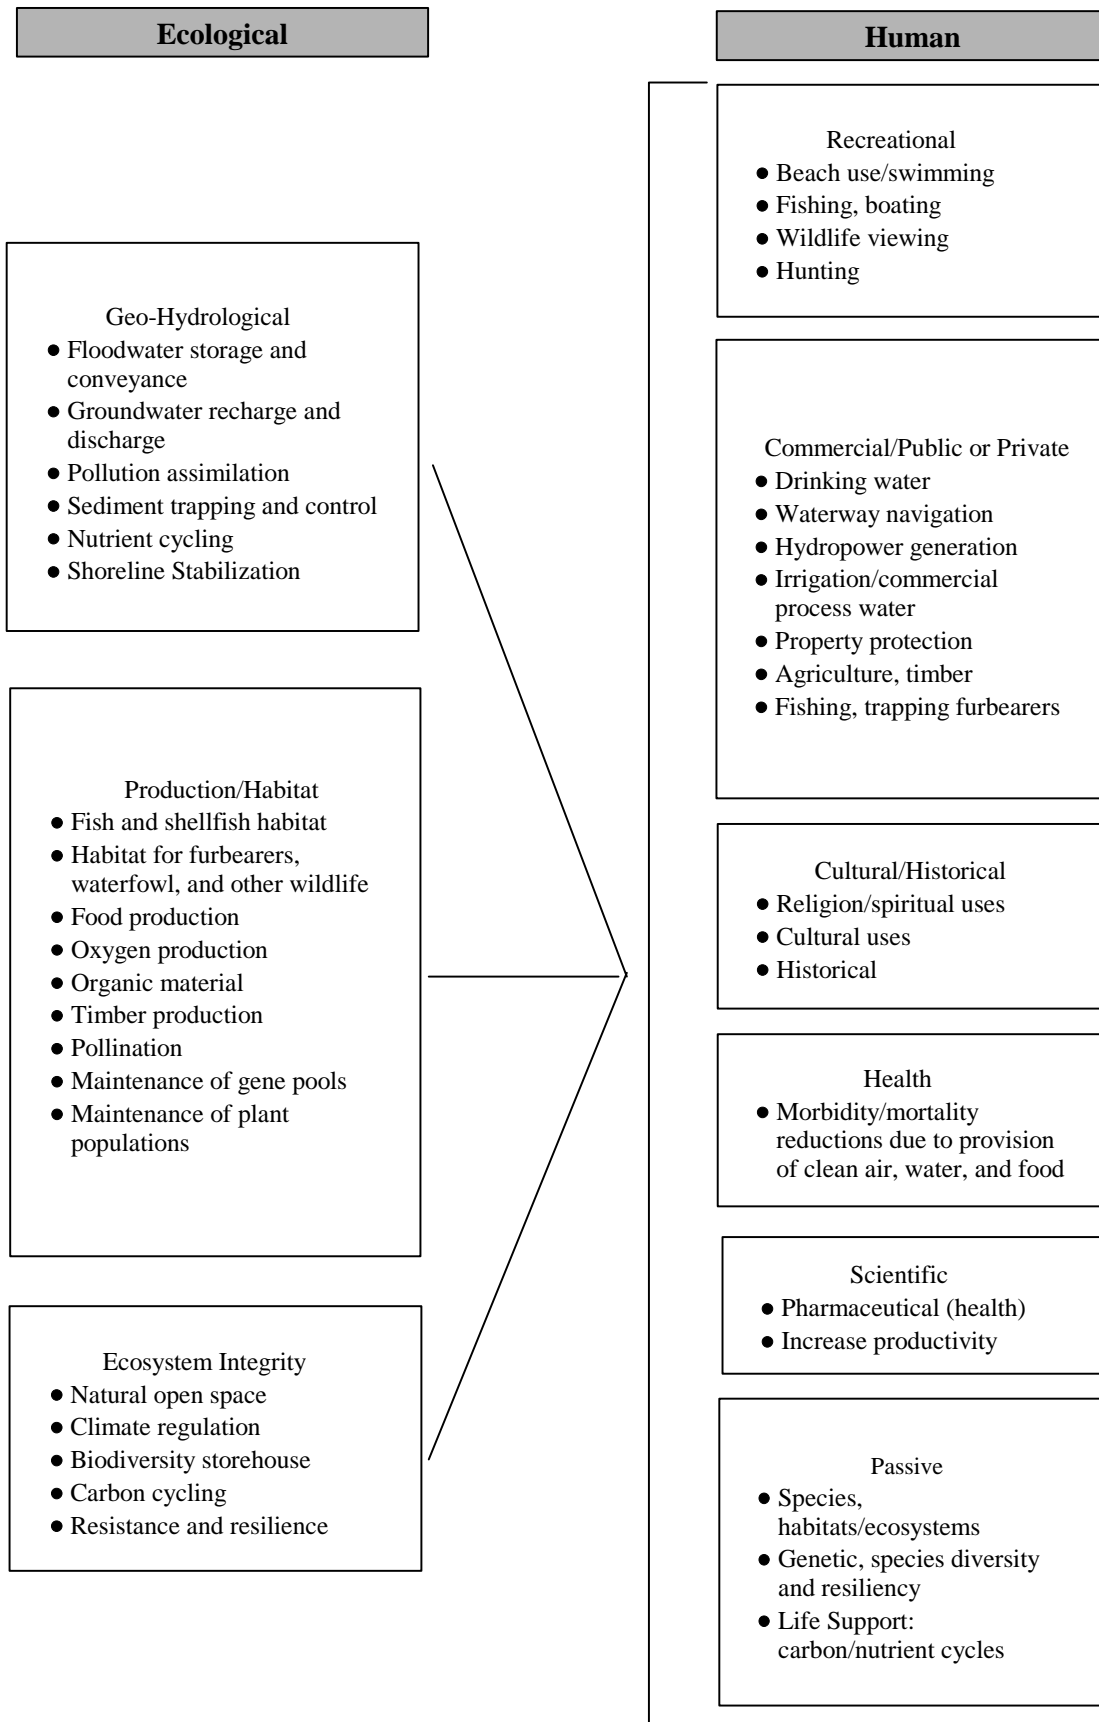 Ecological
Geo-Hydrological
● Floodwater storage and
conveyance
● Groundwater recharge and
discharge
● Pollution assimilation
● Sediment trapping and control
● Nutrient cycling
● Shoreline Stabilization
Production/Habitat
● Fish and shellfish habitat
● Habitat for furbearers,
waterfowl, and other wildlife
● Food production
● Oxygen production
● Organic material
● Timber production
● Pollination
● Maintenance of gene pools
● Maintenance of plant
populations
Ecosystem Integrity
● Natural open space
● Climate regulation
● Biodiversity storehouse
● Carbon cycling
● Resistance and resilience
Human
Recreational
● Beach use/swimming
● Fishing, boating
● Wildlife viewing
● Hunting
Commercial/Public or Private
● Drinking water
● Waterway navigation
● Hydropower generation
● Irrigation/commercial
process water
● Property protection
● Agriculture, timber
● Fishing, trapping furbearers
Cultural/Historical
● Religion/spiritual uses
● Cultural uses
● Historical
Health
● Morbidity/mortality
reductions due to provision
of clean air, water, and food
Scientific
● Pharmaceutical (health)
● Increase productivity
Passive
● Species,
habitats/ecosystems
● Genetic, species diversity
and resiliency
● Life Support:
carbon/nutrient cycles